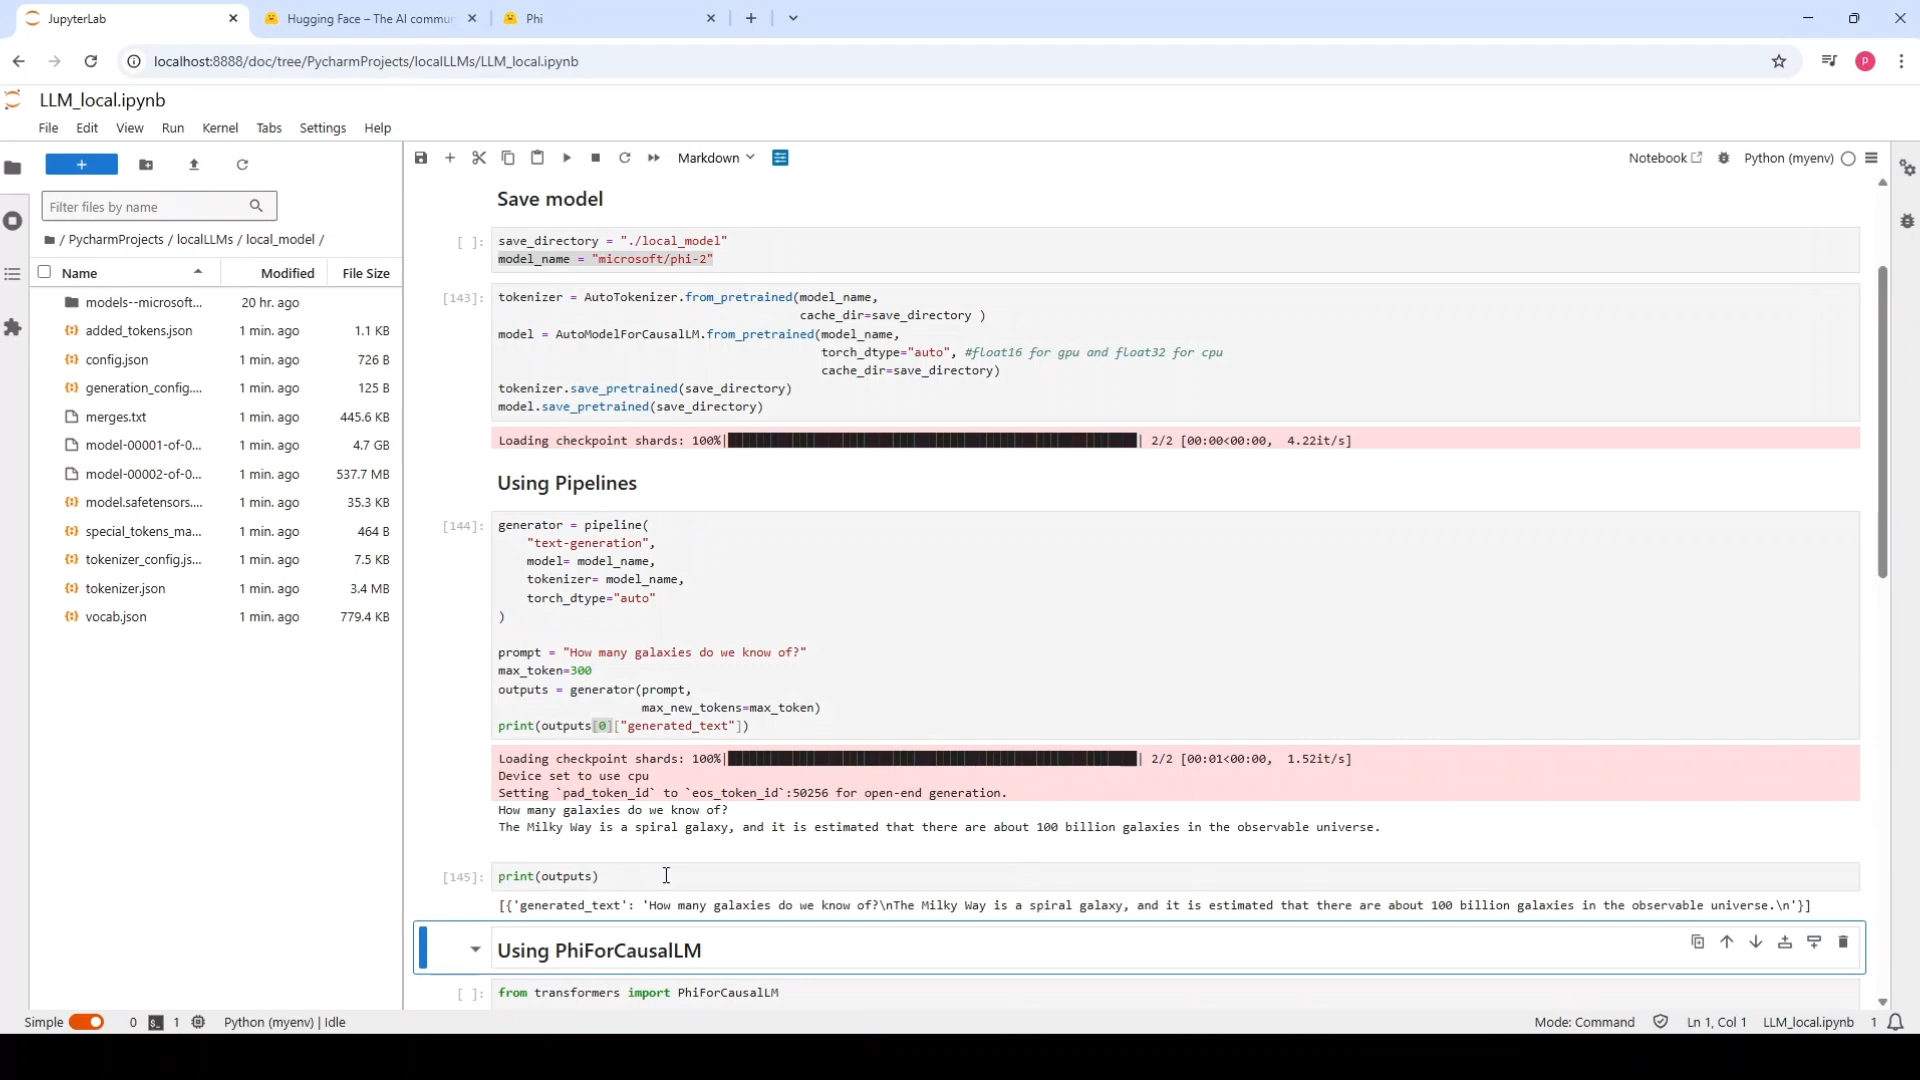 JupyterLab
Hugging Face – The AI commun
Phi
localhost:8888/doc/tree/PycharmProjects/localLLMs/LLM_local.ipynb
P
LLM_local.ipynb
File Edit View Run Kernel Tabs Settings Help
Markdown
Notebook
Python (myenv)
Filter files by name
/ PycharmProjects / localLLMs / local_model /
Name Modified File Size
models--microsoft... 20 hr. ago
added_tokens.json 1 min. ago 1.1 KB
config.json 1 min. ago 726 B
generation_config.... 1 min. ago 125 B
merges.txt 1 min. ago 445.6 KB
model-00001-of-0... 1 min. ago 4.7 GB
model-00002-of-0... 1 min. ago 537.7 MB
model.safetensors.... 1 min. ago 35.3 KB
special_tokens_ma... 1 min. ago 464 B
tokenizer_config.js... 1 min. ago 7.5 KB
tokenizer.json 1 min. ago 3.4 MB
vocab.json 1 min. ago 779.4 KB
Save model
[ ]: save_directory = "./local_model"
model_name = "microsoft/phi-2"
[143]: tokenizer = AutoTokenizer.from_pretrained(model_name,
cache_dir=save_directory )
model = AutoModelForCausalLM.from_pretrained(model_name,
torch_dtype="auto", #float16 for gpu and float32 for cpu
cache_dir=save_directory)
tokenizer.save_pretrained(save_directory)
model.save_pretrained(save_directory)
Loading checkpoint shards: 100%| | 2/2 [00:00<00:00, 4.22it/s]
Using Pipelines
[144]: generator = pipeline(
"text-generation",
model= model_name,
tokenizer= model_name,
torch_dtype="auto"
)
prompt = "How many galaxies do we know of?"
max_token=300
outputs = generator(prompt,
max_new_tokens=max_token)
print(outputs[0]["generated_text"])
Loading checkpoint shards: 100%| | 2/2 [00:01<00:00, 1.52it/s]
Device set to use cpu
Setting `pad_token_id` to `eos_token_id`:50256 for open-end generation.
How many galaxies do we know of?
The Milky Way is a spiral galaxy, and it is estimated that there are about 100 billion galaxies in the observable universe.
[145]: print(outputs)
[{'generated_text': 'How many galaxies do we know of?\nThe Milky Way is a spiral galaxy, and it is estimated that there are about 100 billion galaxies in the observable universe.\n'}]
Using PhiForCausalLM
[ ]: from transformers import PhiForCausalLM
Simple 0 1 Python (myenv) | Idle
Mode: Command Ln 1, Col 1 LLM_local.ipynb 1